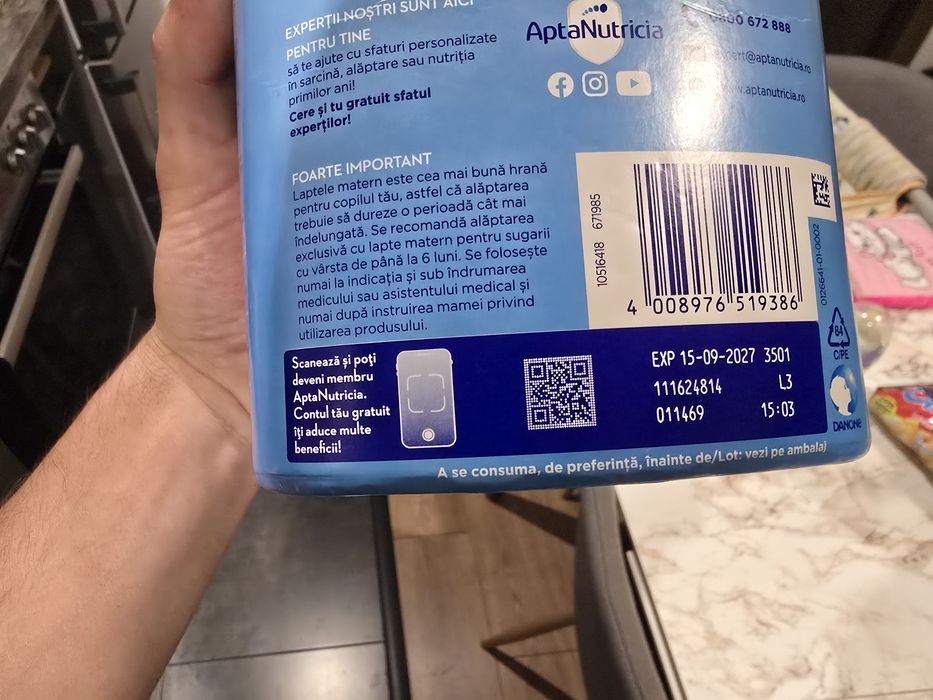 EXPERȚII NOȘTRI SUNT AICI
PENTRU TINE
să te ajute cu sfaturi personalizate
în sarcină, alăptare sau nutriția
primilor ani!
Cere și tu gratuit sfatul
experților!
AptaNutricia
0800 672 888
expert@aptanutricia.ro
www.aptanutricia.ro
FOARTE IMPORTANT
Laptele matern este cea mai bună hrană
pentru copilul tău, astfel că alăptarea
trebuie să dureze o perioadă cât mai
îndelungată. Se recomandă alăptarea
exclusivă cu lapte matern pentru sugarii
cu vârsta de până la 6 luni. Se folosește
numai la indicația și sub îndrumarea
medicului sau asistentului medical și
numai după instruirea mamei privind
utilizarea produsului.
10516418 671985
4 008976 519386
0126641-01-0002
84
C/PE
DANONE
Scanează și poți
deveni membru
AptaNutricia.
Contul tău gratuit
îți aduce multe
beneficii!
EXP 15-09-2027 3501
111624814 L3
011469 15:03
A se consuma, de preferință, înainte de/Lot: vezi pe ambalaj